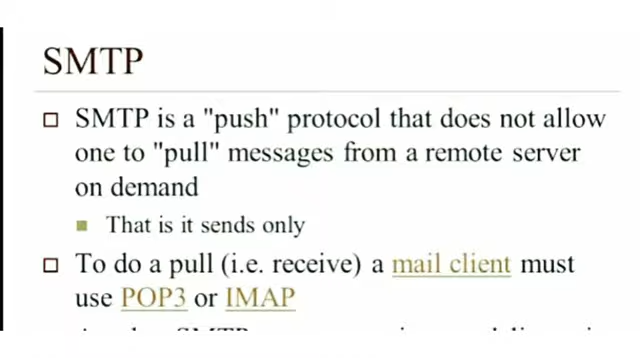 SMTP
SMTP is a "push" protocol that does not allow
one to "pull" messages from a remote server
on demand
That is it sends only
To do a pull (i.e. receive) a mail client must
use POP3 or IMAP